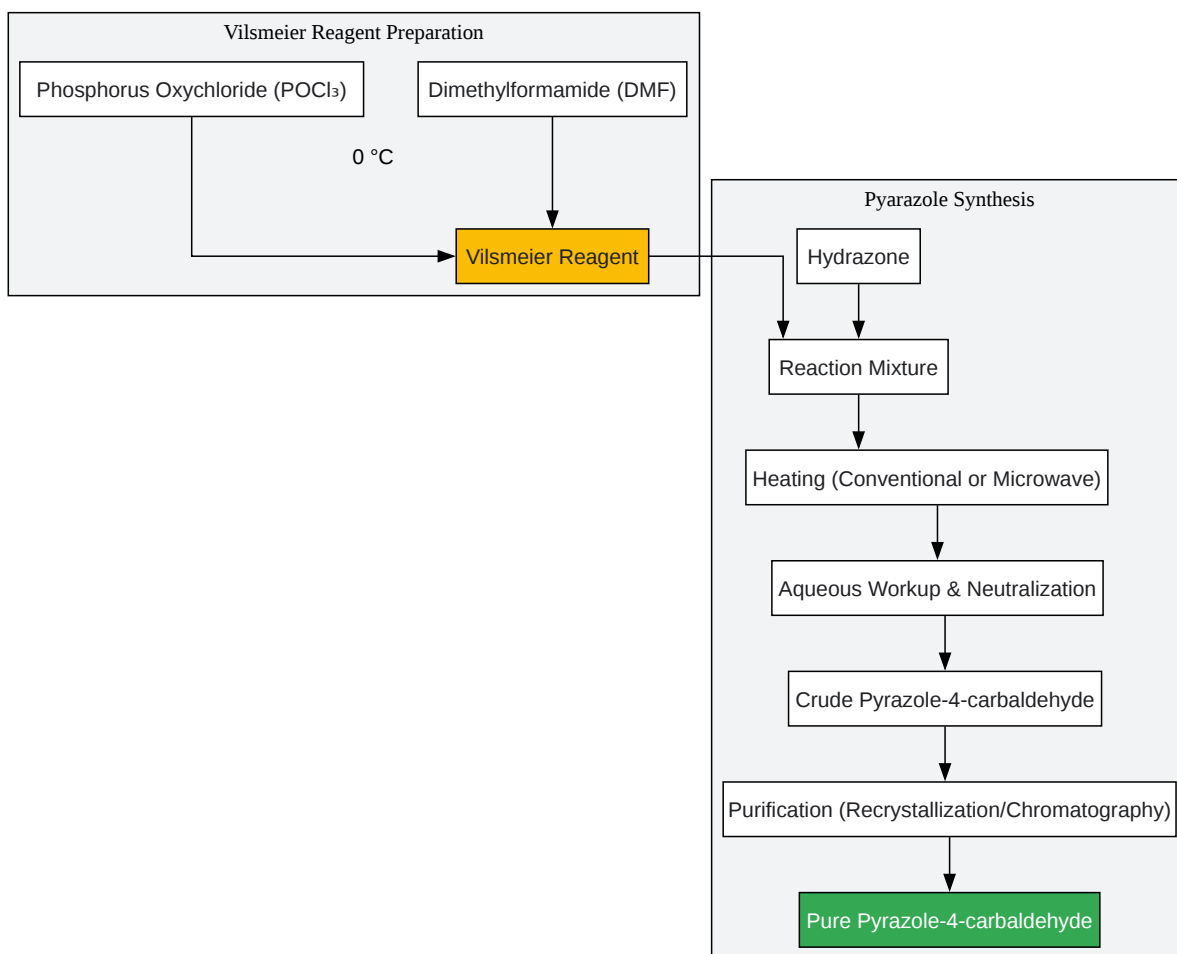 Vilsmeier Reagent Preparation
Phosphorus Oxychloride (POCl₃)
Dimethylformamide (DMF)
0 °C
Vilsmeier Reagent
Pyarazole Synthesis
Hydrazone
Reaction Mixture
Heating (Conventional or Microwave)
Aqueous Workup & Neutralization
Crude Pyrazole-4-carbaldehyde
Purification (Recrystallization/Chromatography)
Pure Pyrazole-4-carbaldehyde